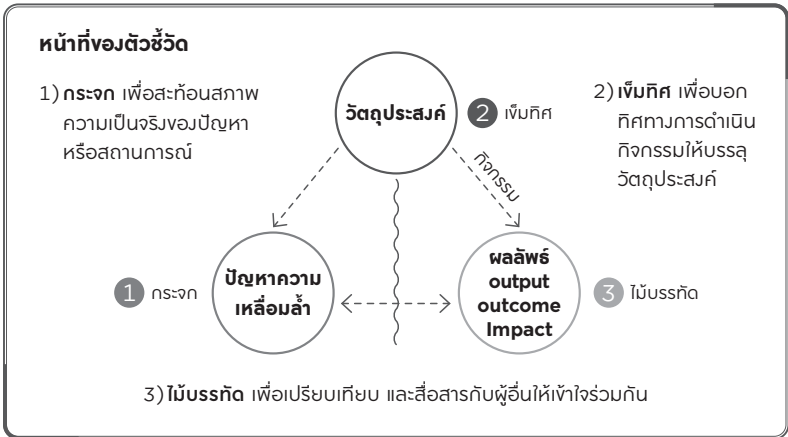 หน้าที่ของตัวชี้วัด
1) กระจก เพื่อสะท้อนสภาพ
ความเป็นจริงของปัญหา
หรือสถานการณ์
วัตถุประสงค์
2 เข็มทิศ
2) เข็มทิศ เพื่อบอก
ทิศทางการดำเนิน
กิจกรรมให้บรรลุ
วัตถุประสงค์
กิจกรรม
1 กระจก
ปัญหาความ
เหลื่อมล้ำ
ผลลัพธ์
output
outcome
Impact
3 ไม้บรรทัด
3) ไม้บรรทัด เพื่อเปรียบเทียบ และสื่อสารกับผู้อื่นให้เข้าใจร่วมกัน